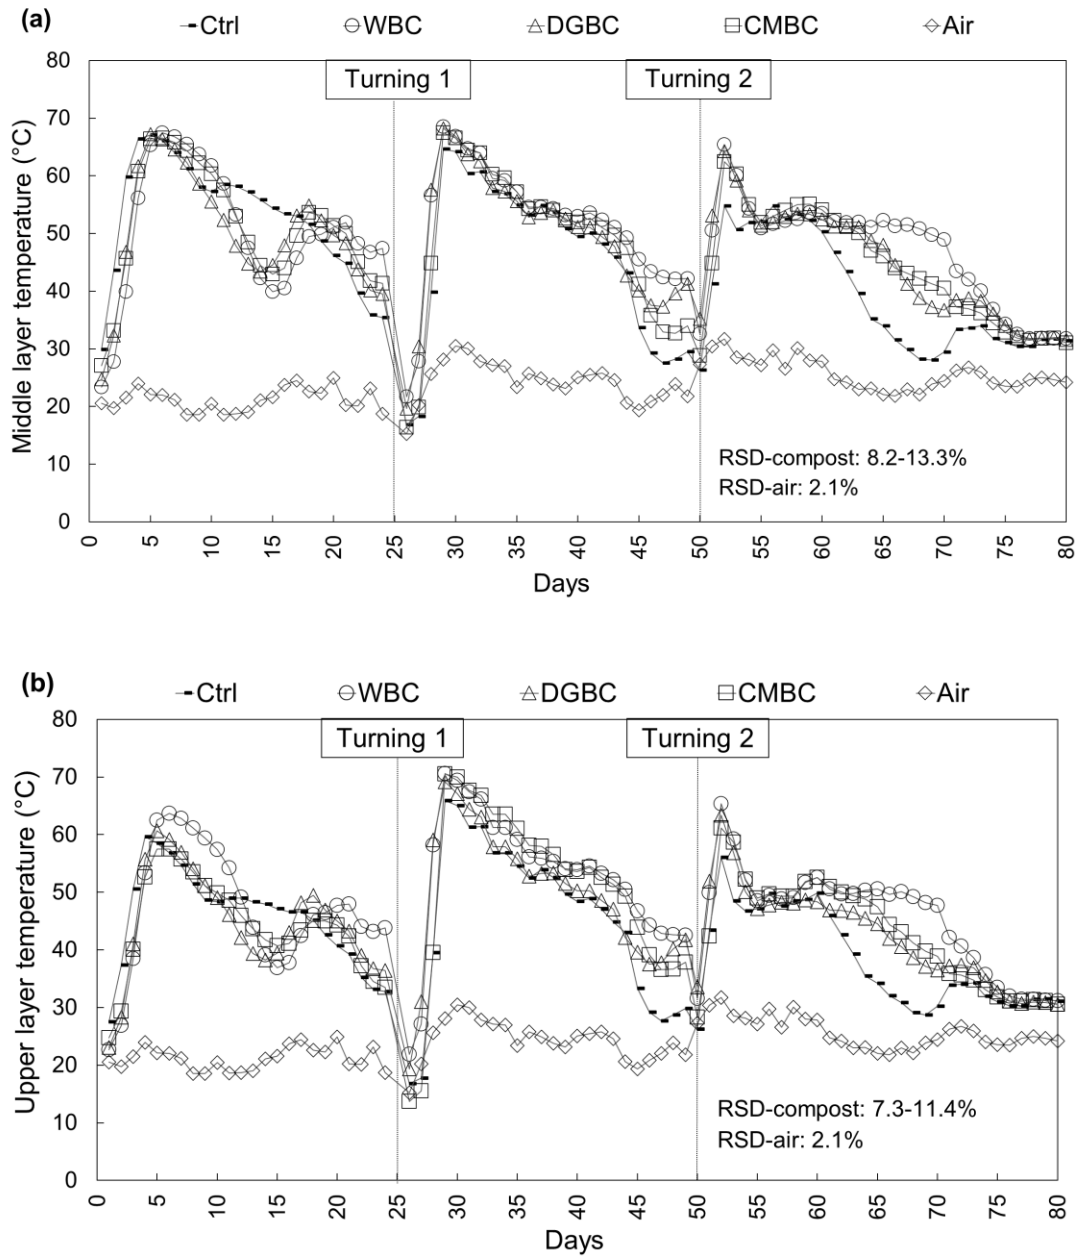 (a)
Ctrl WBC DGBC CMBC Air
Turning 1 Turning 2
Middle layer temperature (°C)
80
70
60
50
40
30
20
10
0
RSD-compost: 8.2-13.3%
RSD-air: 2.1%
0 5 10 15 20 25 30 35 40 45 50 55 60 65 70 75 80
Days
(b)
Ctrl WBC DGBC CMBC Air
Turning 1 Turning 2
Upper layer temperature (°C)
80
70
60
50
40
30
20
10
0
RSD-compost: 7.3-11.4%
RSD-air: 2.1%
0 5 10 15 20 25 30 35 40 45 50 55 60 65 70 75 80
Days